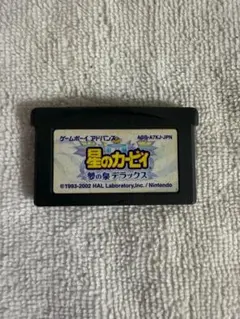 ゲームボーイ アドバンス AGB-A7KJ-JPN
星のカービィ
夢の泉 デラックス
©1993-2002 HAL Laboratory,Inc. / Nintendo